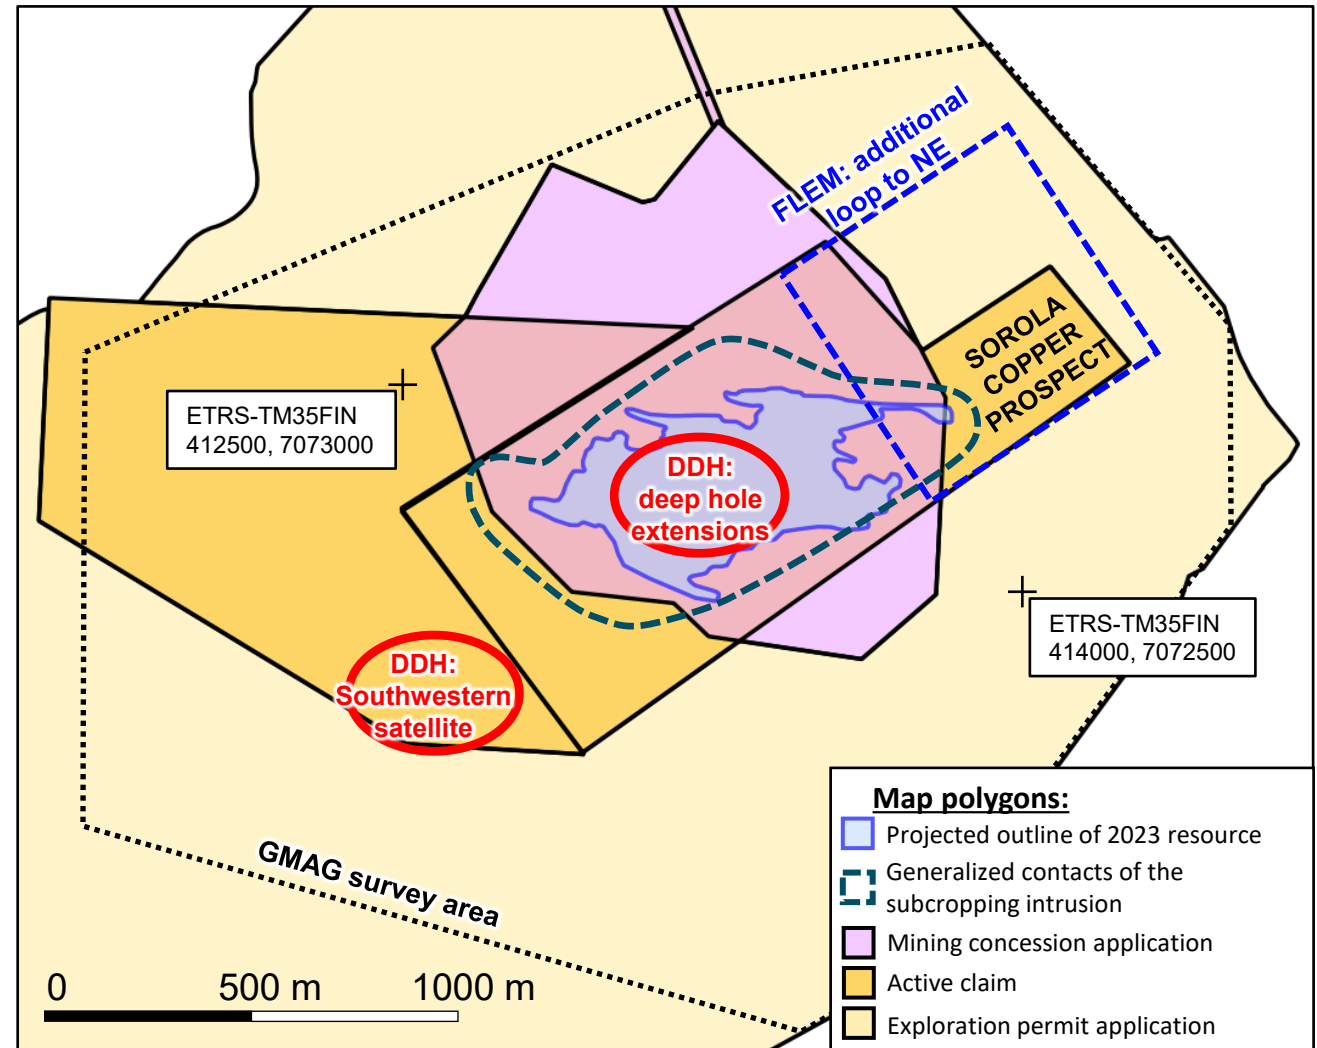 FLEM: additional
loop to NE
SOROLA
COPPER
PROSPECT
ETRS-TM35FIN
412500, 7073000
DDH:
deep hole
extensions
ETRS-TM35FIN
414000, 7072500
DDH:
Southwestern
satellite
GMAG survey area
0 500 m 1000 m
Map polygons:
Projected outline of 2023 resource
Generalized contacts of the
subcropping intrusion
Mining concession application
Active claim
Exploration permit application